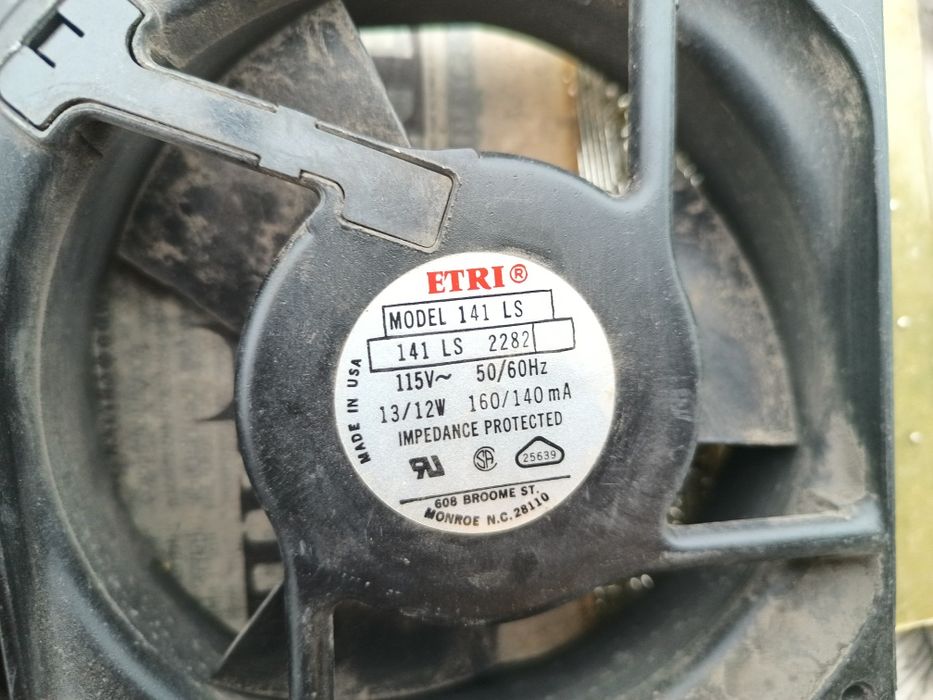 ETRI®
MODEL 141 LS
141 LS 2282
115V~ 50/60Hz
13/12W 160/140mA
IMPEDANCE PROTECTED
25639
608 BROOME ST.
MONROE N.C. 28110
MADE IN USA